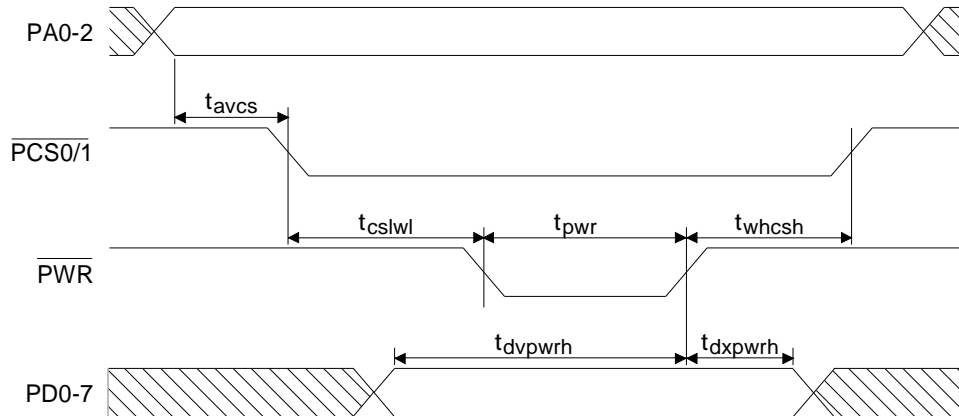 PA0-2
tavcs
PCS0/1
tcslwl tpwr twhcsh
PWR
tdvpwrh tdxpwrh
PD0-7